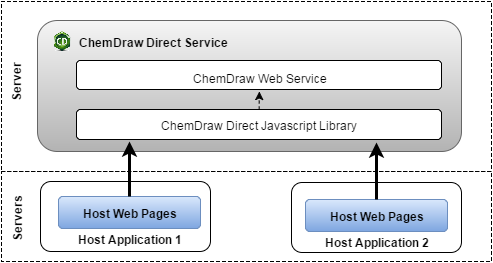 Server
CD
ChemDraw Direct Service
ChemDraw Web Service
ChemDraw Direct Javascript Library
Servers
Host Web Pages
Host Application 1
Host Web Pages
Host Application 2